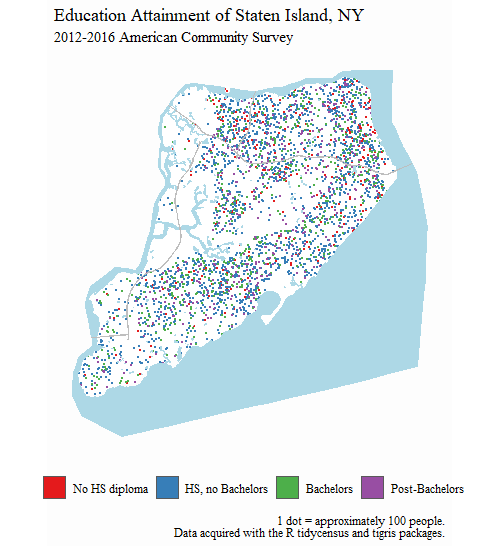 Education Attainment of Staten Island, NY
2012-2016 American Community Survey
No HS diploma HS, no Bachelors Bachelors Post-Bachelors
1 dot = approximately 100 people.
Data acquired with the R tidycensus and tigris packages.